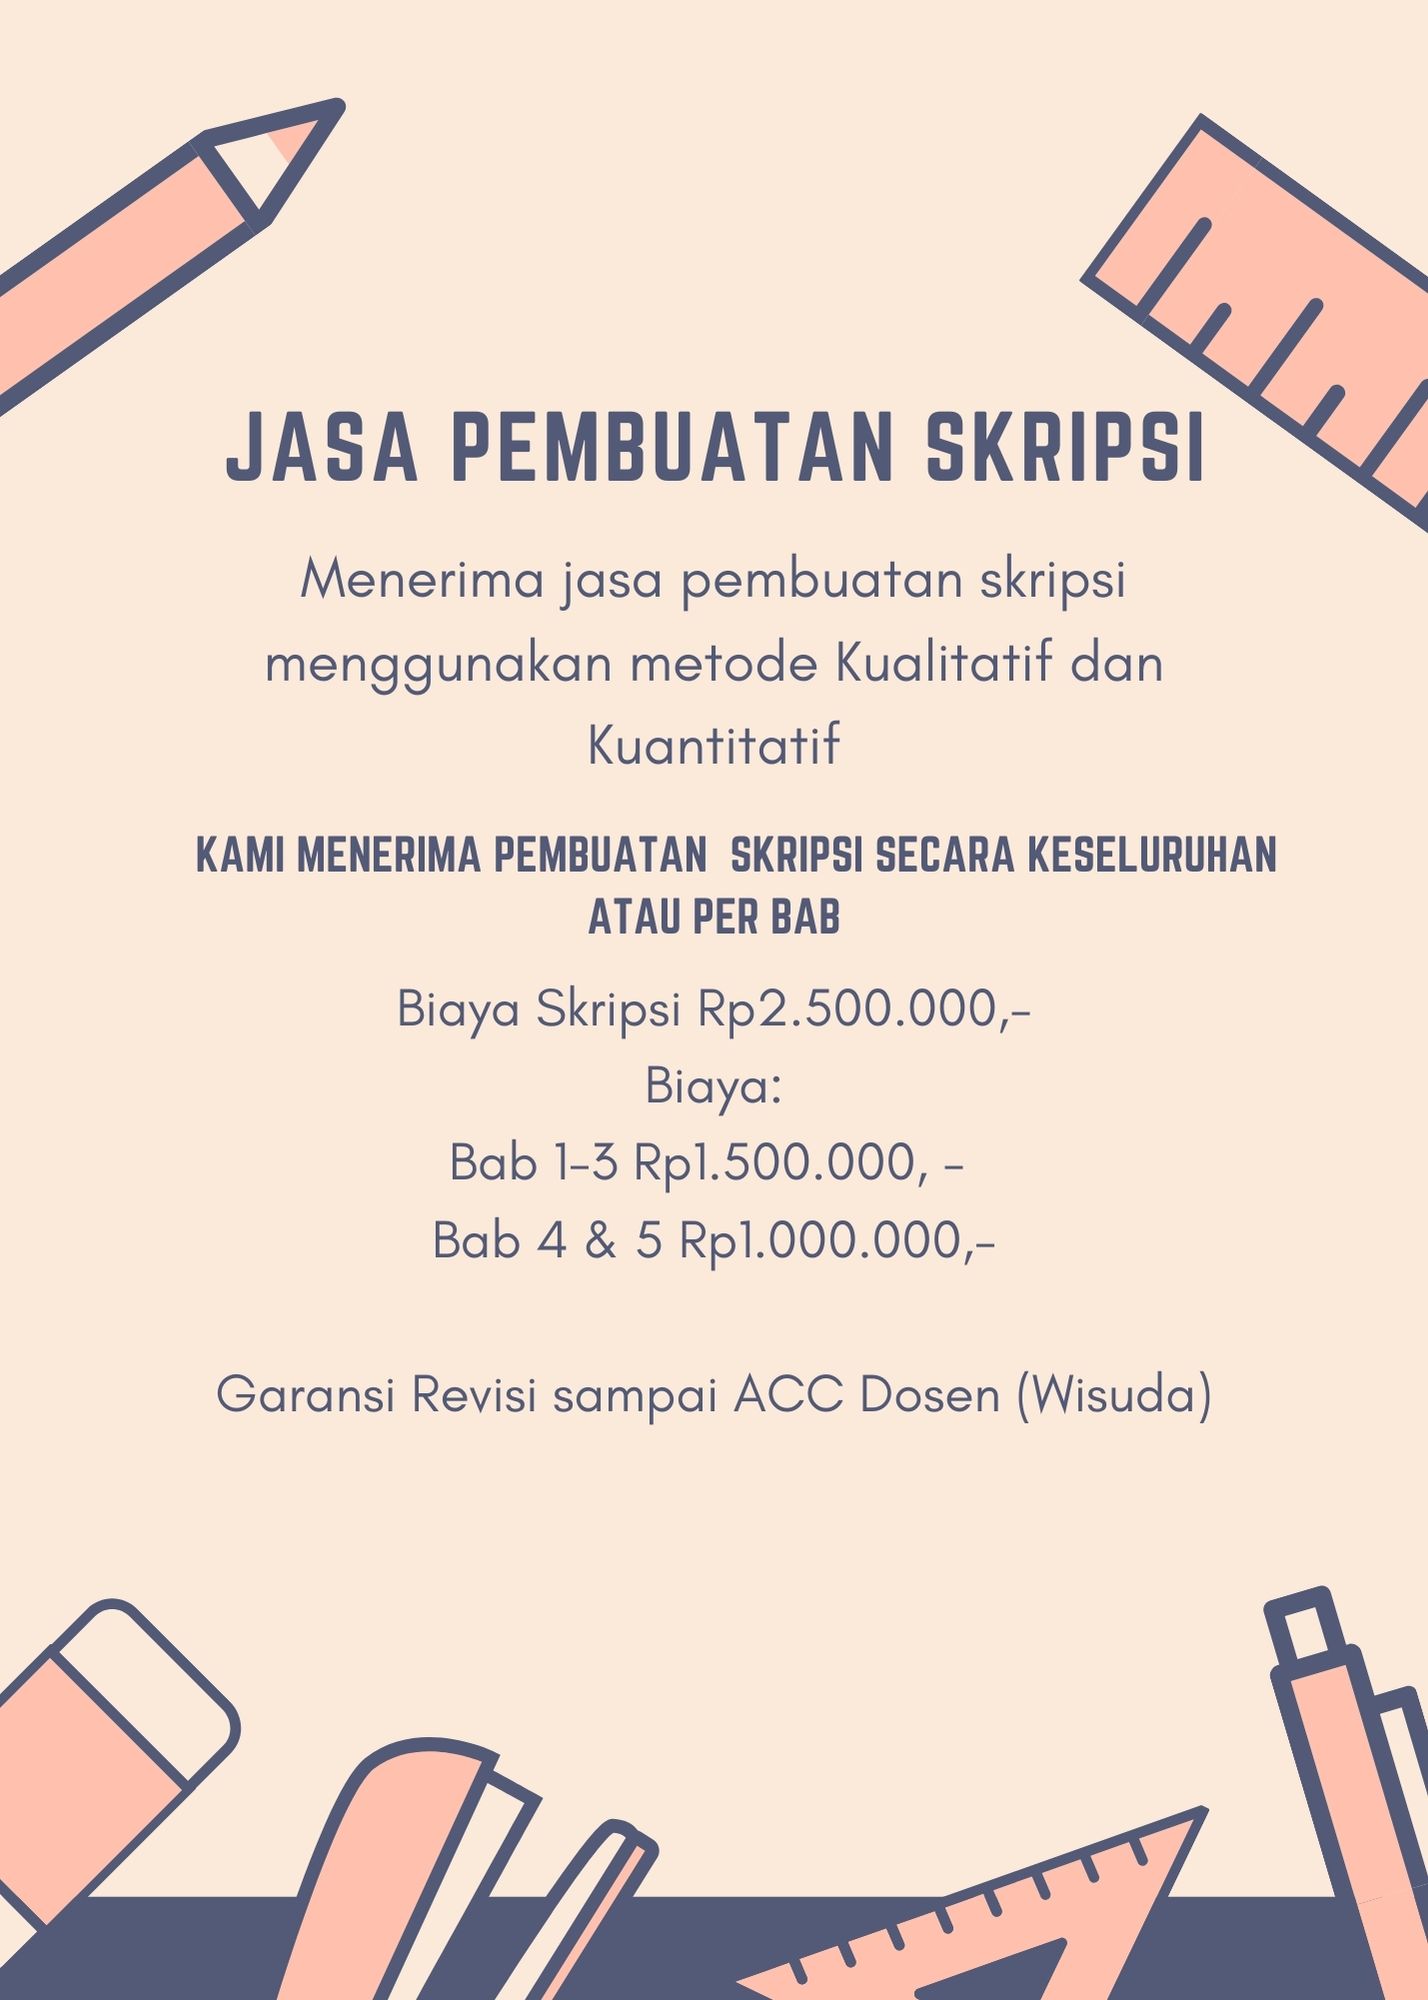 JASA PEMBUATAN SKRIPSI
Menerima jasa pembuatan skripsi
menggunakan metode Kualitatif dan
Kuantitatif
KAMI MENERIMA PEMBUATAN  SKRIPSI SECARA KESELURUHAN
ATAU PER BAB
Biaya Skripsi Rp2.500.000,-
Biaya:
Bab 1-3 Rp1.500.000, -
Bab 4 & 5 Rp1.000.000,-
Garansi Revisi sampai ACC Dosen (Wisuda)